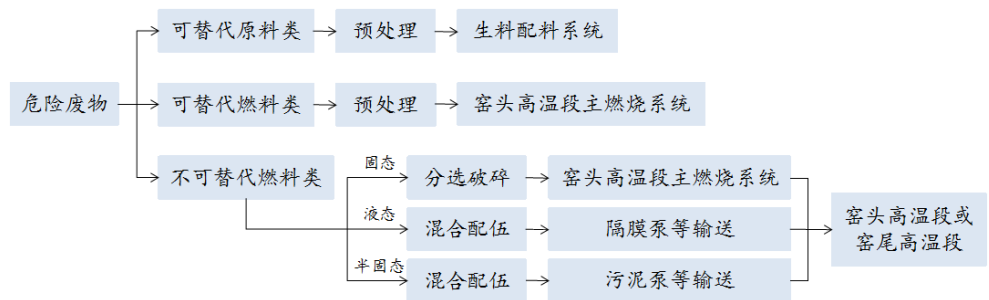 可替代原料类
预处理
生料配料系统
危险废物
可替代燃料类
预处理
窑头高温段主燃烧系统
不可替代燃料类
固态
分选破碎
窑头高温段主燃烧系统
液态
混合配伍
隔膜泵等输送
半固态
混合配伍
污泥泵等输送
窑头高温段或
窑尾高温段